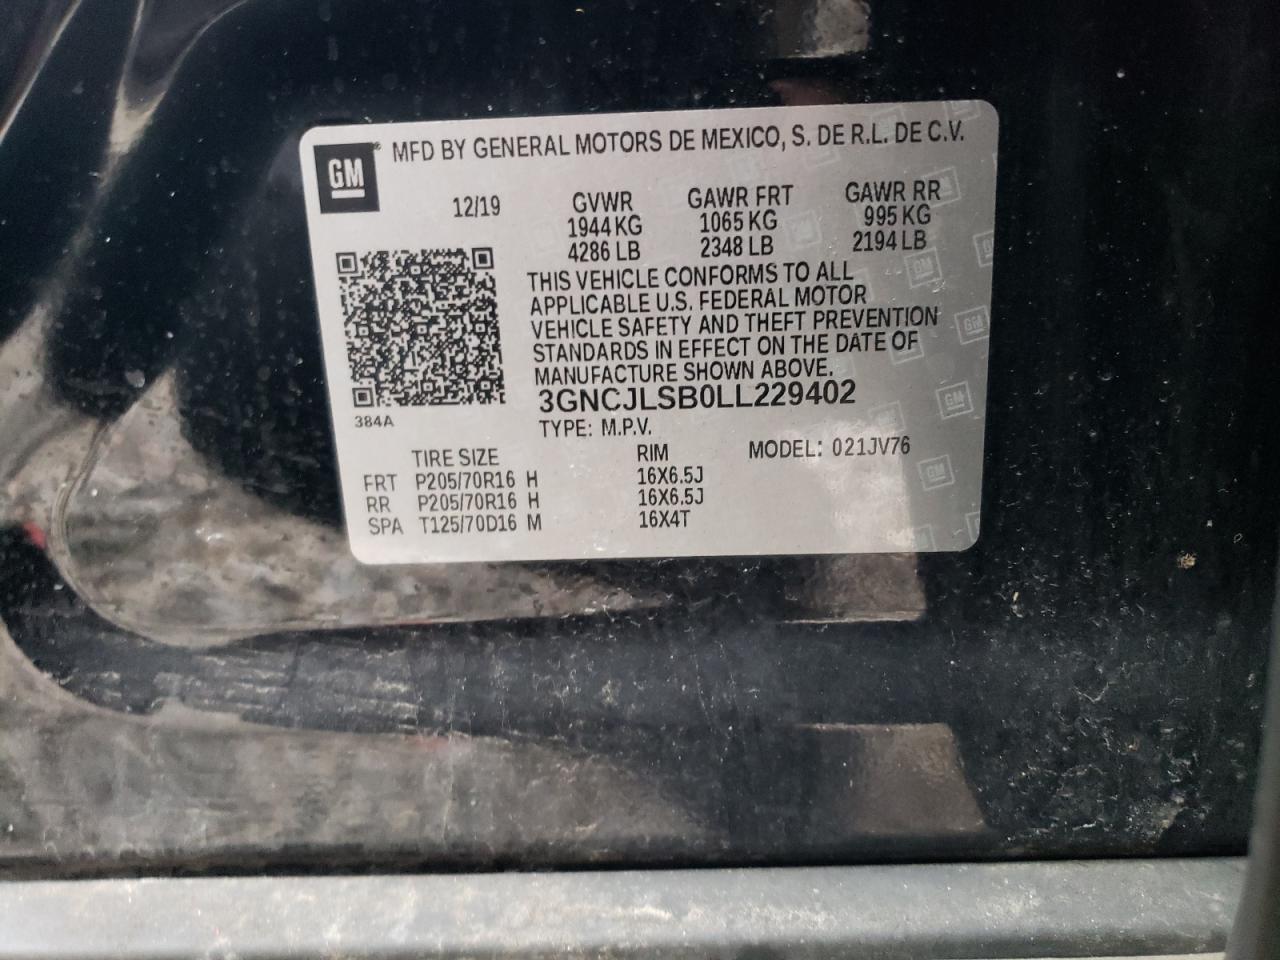 GM® MFD BY GENERAL MOTORS DE MEXICO, S. DE R.L. DE C.V.
12/19 GVWR GAWR FRT GAWR RR
1944 KG 1065 KG 995 KG
4286 LB 2348 LB 2194 LB
THIS VEHICLE CONFORMS TO ALL
APPLICABLE U.S. FEDERAL MOTOR
VEHICLE SAFETY AND THEFT PREVENTION
STANDARDS IN EFFECT ON THE DATE OF
MANUFACTURE SHOWN ABOVE.
3GNCJLSB0LL229402
384A
TYPE: M.P.V.
TIRE SIZE RIM MODEL: 021JV76
FRT P205/70R16 H 16X6.5J
RR P205/70R16 H 16X6.5J
SPA T125/70D16 M 16X4T